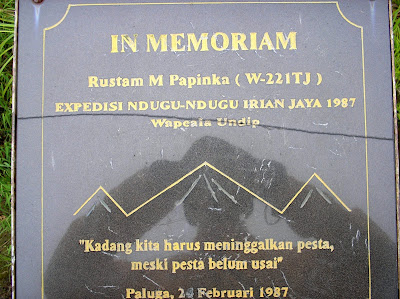 IN MEMORIAM
Rustam M Papinka ( W-221TJ )
EXPEDISI NDUGU-NDUGU IRIAN JAYA 1987
Wapeala Undip
"Kadang kita harus meninggalkan pesta,
meski pesta belum usai"
Paluga, 24 Februari 1987